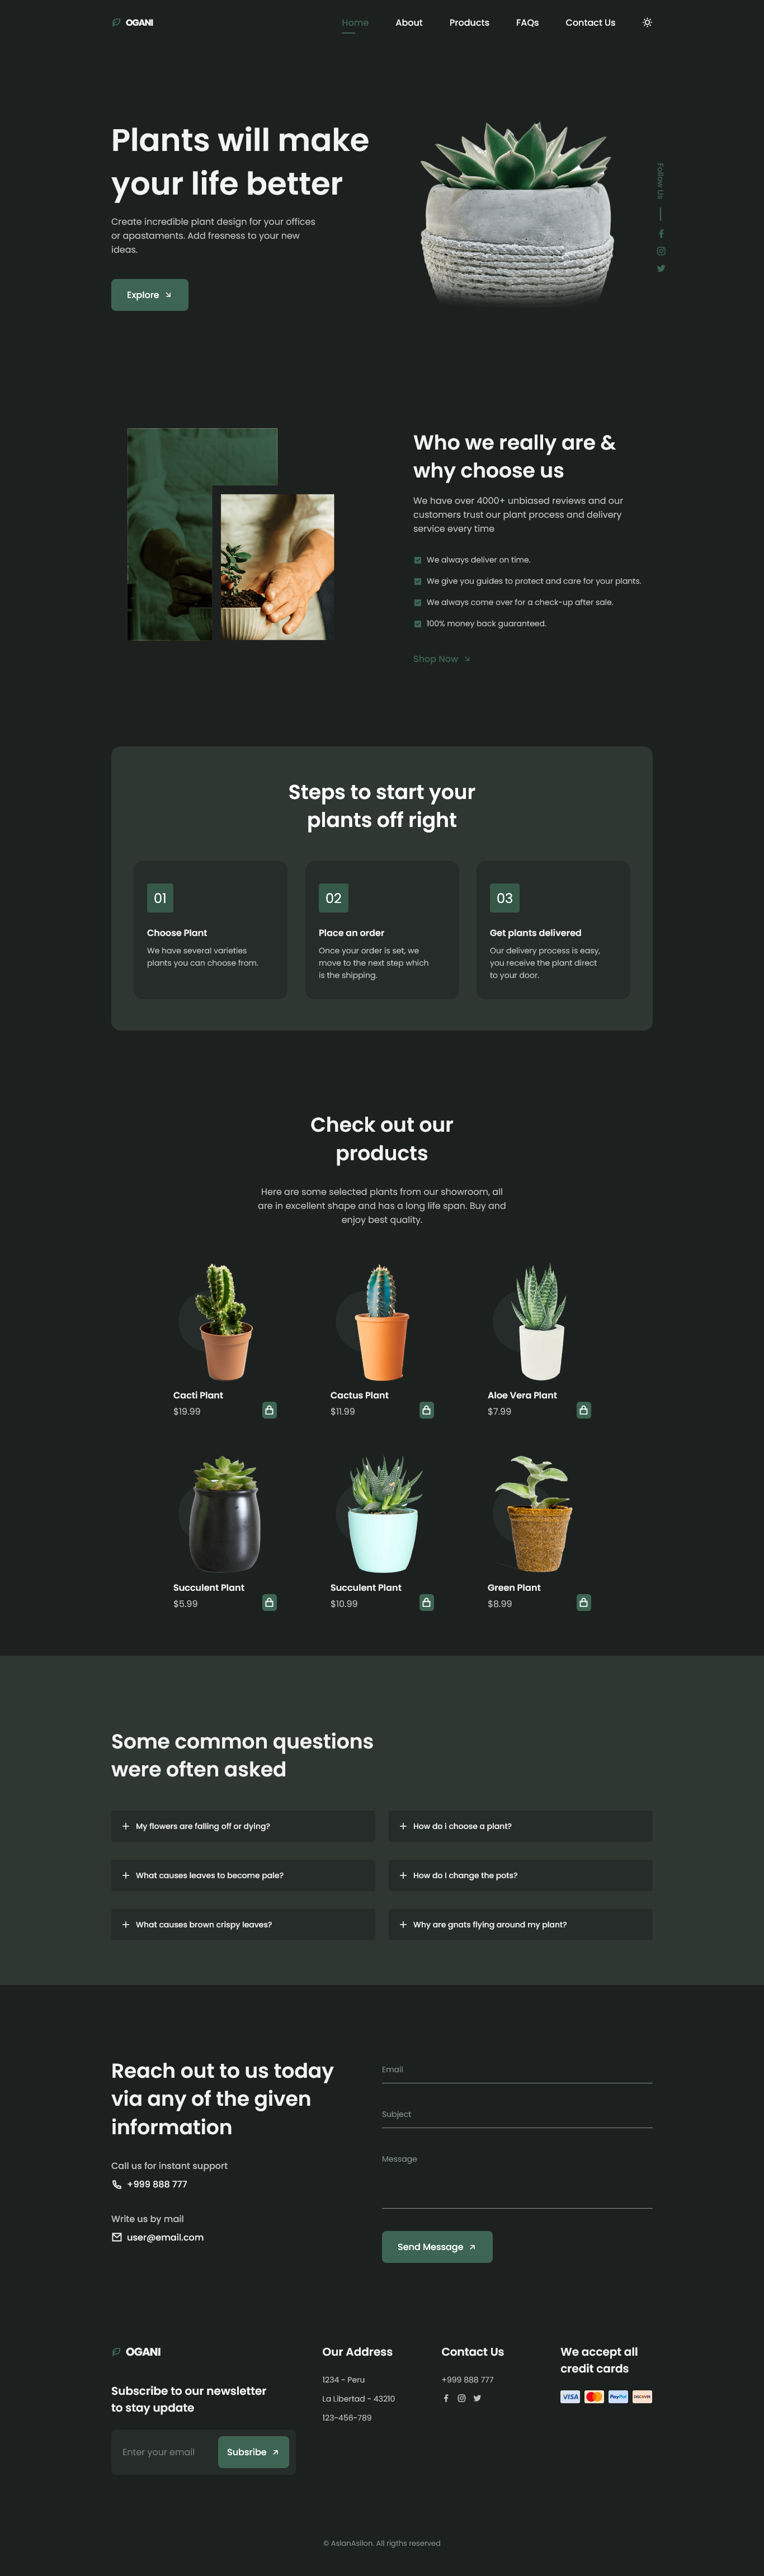 OGANI
Home
About
Products
FAQs
Contact Us
Plants will make
your life better
Create incredible plant design for your offices
or apastaments. Add fresness to your new
ideas.
Explore
Follow Us
Who we really are &
why choose us
We have over 4000+ unbiased reviews and our
customers trust our plant process and delivery
service every time
We always deliver on time.
We give you guides to protect and care for your plants.
We always come over for a check-up after sale.
100% money back guaranteed.
Shop Now
Steps to start your
plants off right
01
Choose Plant
We have several varieties
plants you can choose from.
02
Place an order
Once your order is set, we
move to the next step which
is the shipping.
03
Get plants delivered
Our delivery process is easy,
you receive the plant direct
to your door.
Check out our
products
Here are some selected plants from our showroom, all
are in excellent shape and has a long life span. Buy and
enjoy best quality.
Cacti Plant
$19.99
Cactus Plant
$11.99
Aloe Vera Plant
$7.99
Succulent Plant
$5.99
Succulent Plant
$10.99
Green Plant
$8.99
Some common questions
were often asked
My flowers are falling off or dying?
How do i choose a plant?
What causes leaves to become pale?
How do I change the pots?
What causes brown crispy leaves?
Why are gnats flying around my plant?
Reach out to us today
via any of the given
information
Call us for instant support
+999 888 777
Write us by mail
user@email.com
Email
Subject
Message
Send Message
OGANI
Subscribe to our newsletter
to stay update
Enter your email
Subsribe
Our Address
1234 - Peru
La Libertad - 43210
123-456-789
Contact Us
+999 888 777
We accept all
credit cards
VISA
PayPal
DISCOVER
© AslanAsilon. All rigths reserved